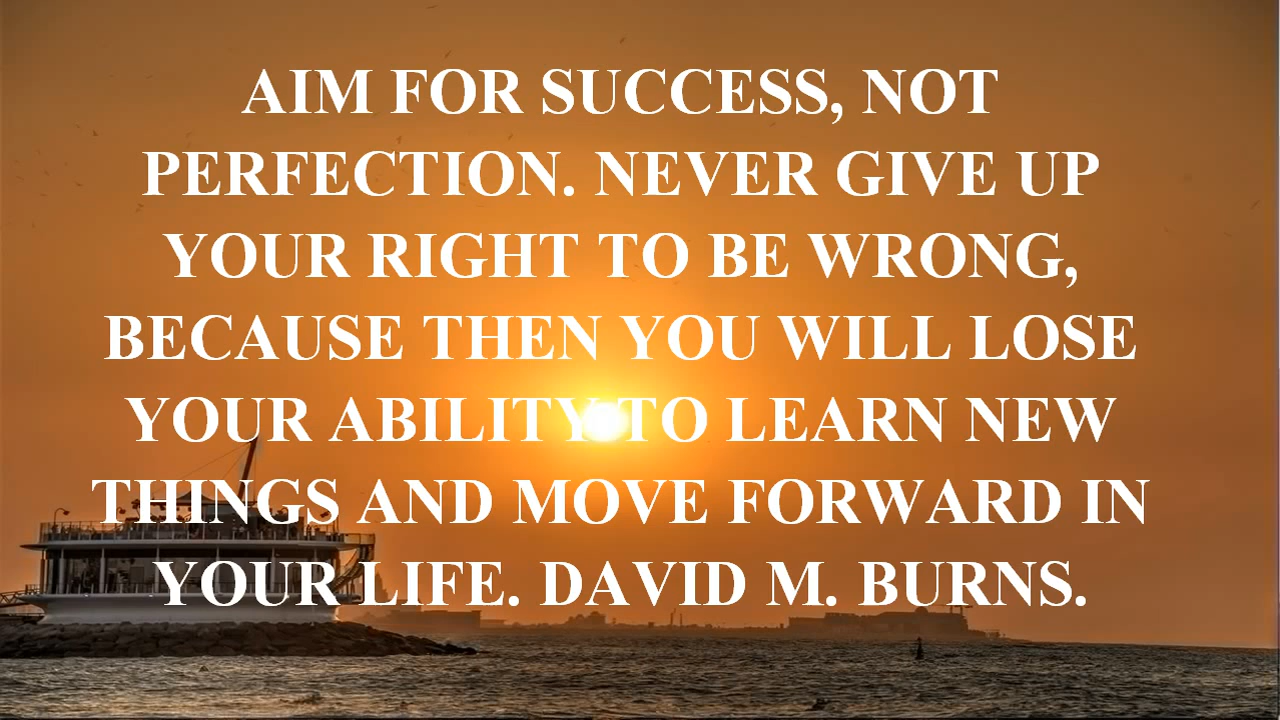 AIM FOR SUCCESS, NOT
PERFECTION. NEVER GIVE UP
YOUR RIGHT TO BE WRONG,
BECAUSE THEN YOU WILL LOSE
YOUR ABILITY TO LEARN NEW
THINGS AND MOVE FORWARD IN
YOUR LIFE. DAVID M. BURNS.